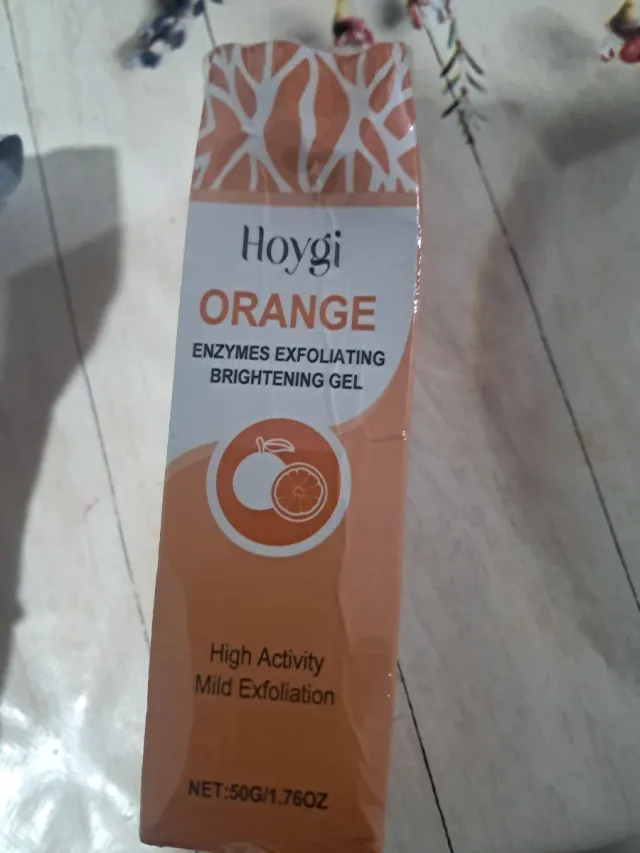 Hoygi
ORANGE
ENZYMES EXFOLIATING
BRIGHTENING GEL
High Activity
Mild Exfoliation
NET:50G/1.76OZ